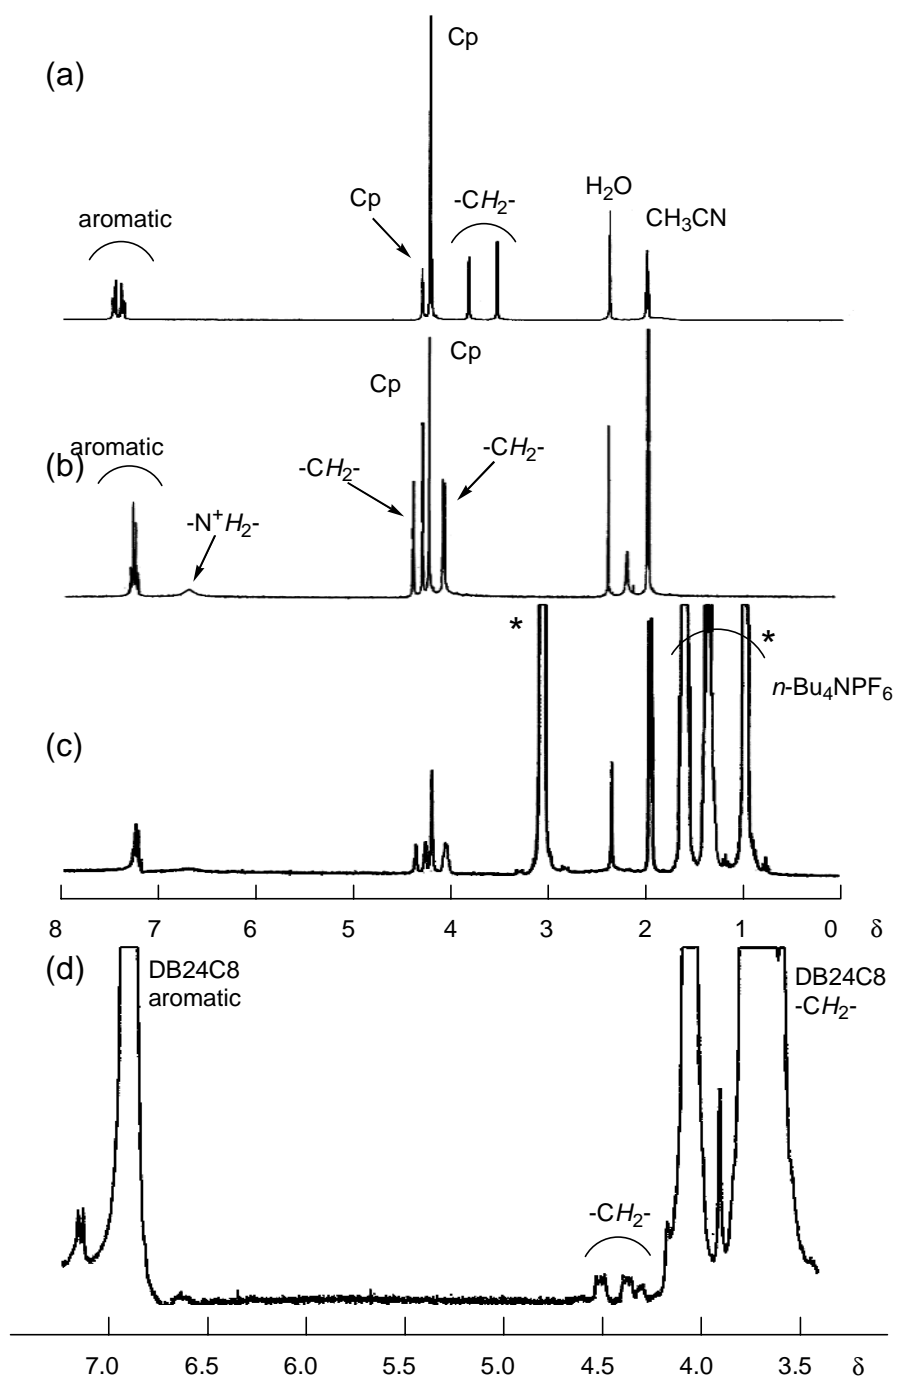 (a)
Cp
Cp
-CH2-
H2O
CH3CN
aromatic
Cp
Cp
(b)
aromatic
-CH2-
-CH2-
-N+H2-
*
*
n-Bu4NPF6
(c)
8 7 6 5 4 3 2 1 0 δ
(d)
DB24C8
aromatic
DB24C8
-CH2-
-CH2-
7.0 6.5 6.0 5.5 5.0 4.5 4.0 3.5 δ